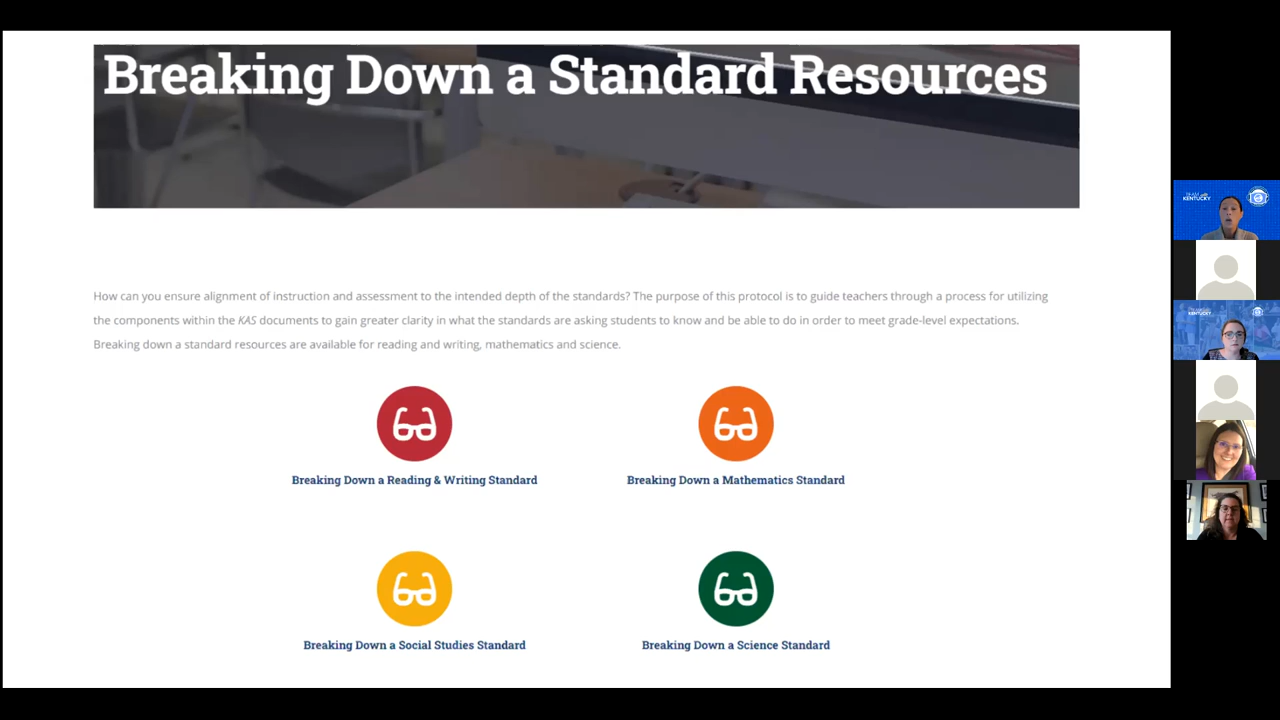 Breaking Down a Standard Resources
How can you ensure alignment of instruction and assessment to the intended depth of the standards? The purpose of this protocol is to guide teachers through a process for utilizing
the components within the KAS documents to gain greater clarity in what the standards are asking students to know and be able to do in order to meet grade-level expectations.
Breaking down a standard resources are available for reading and writing, mathematics and science.
Breaking Down a Reading & Writing Standard
Breaking Down a Mathematics Standard
Breaking Down a Social Studies Standard
Breaking Down a Science Standard
TEAM
KENTUCKY
KENTUCKY